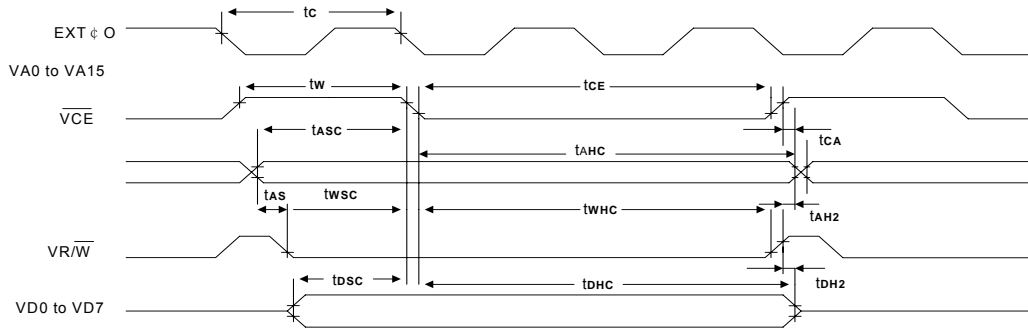 tC
EXT¢O
VA0 to VA15
tW
tCE
VCE
tASC
tCA
tAHC
tAS
tWSC
tWHC
tAH2
VR/W
tDSC
tDHC
tDH2
VD0 to VD7